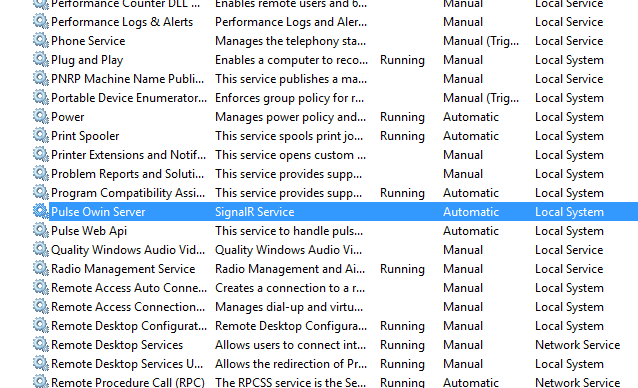 Performance Counter DLL ... Enables remote users and 6... Manual Local Service
Performance Logs & Alerts Performance Logs and Aler... Manual Local Service
Phone Service Manages the telephony sta... Manual (Trig... Local Service
Plug and Play Enables a computer to reco... Running Manual Local System
PNRP Machine Name Publi... This service publishes a ma... Manual Local Service
Portable Device Enumerator... Enforces group policy for r... Manual (Trig... Local System
Power Manages power policy and... Running Automatic Local System
Print Spooler This service spools print jo... Running Automatic Local System
Printer Extensions and Notif... This service opens custom ... Manual Local System
Problem Reports and Soluti... This service provides supp... Manual Local System
Program Compatibility Assi... This service provides supp... Running Automatic Local System
Pulse Owin Server SignalR Service Automatic Local System
Pulse Web Api This service to handle puls... Automatic Local System
Quality Windows Audio Vid... Quality Windows Audio Vi... Manual Local Service
Radio Management Service Radio Management and Ai... Running Manual Local Service
Remote Access Auto Conne... Creates a connection to a r... Manual Local System
Remote Access Connection... Manages dial-up and virtu... Manual Local System
Remote Desktop Configurat... Remote Desktop Configura... Running Manual Local System
Remote Desktop Services Allows users to connect int... Running Manual Network Service
Remote Desktop Services U... Allows the redirection of Pr... Running Manual Local System
Remote Procedure Call (RPC) The RPCSS service is the Se... Running Automatic Network Service